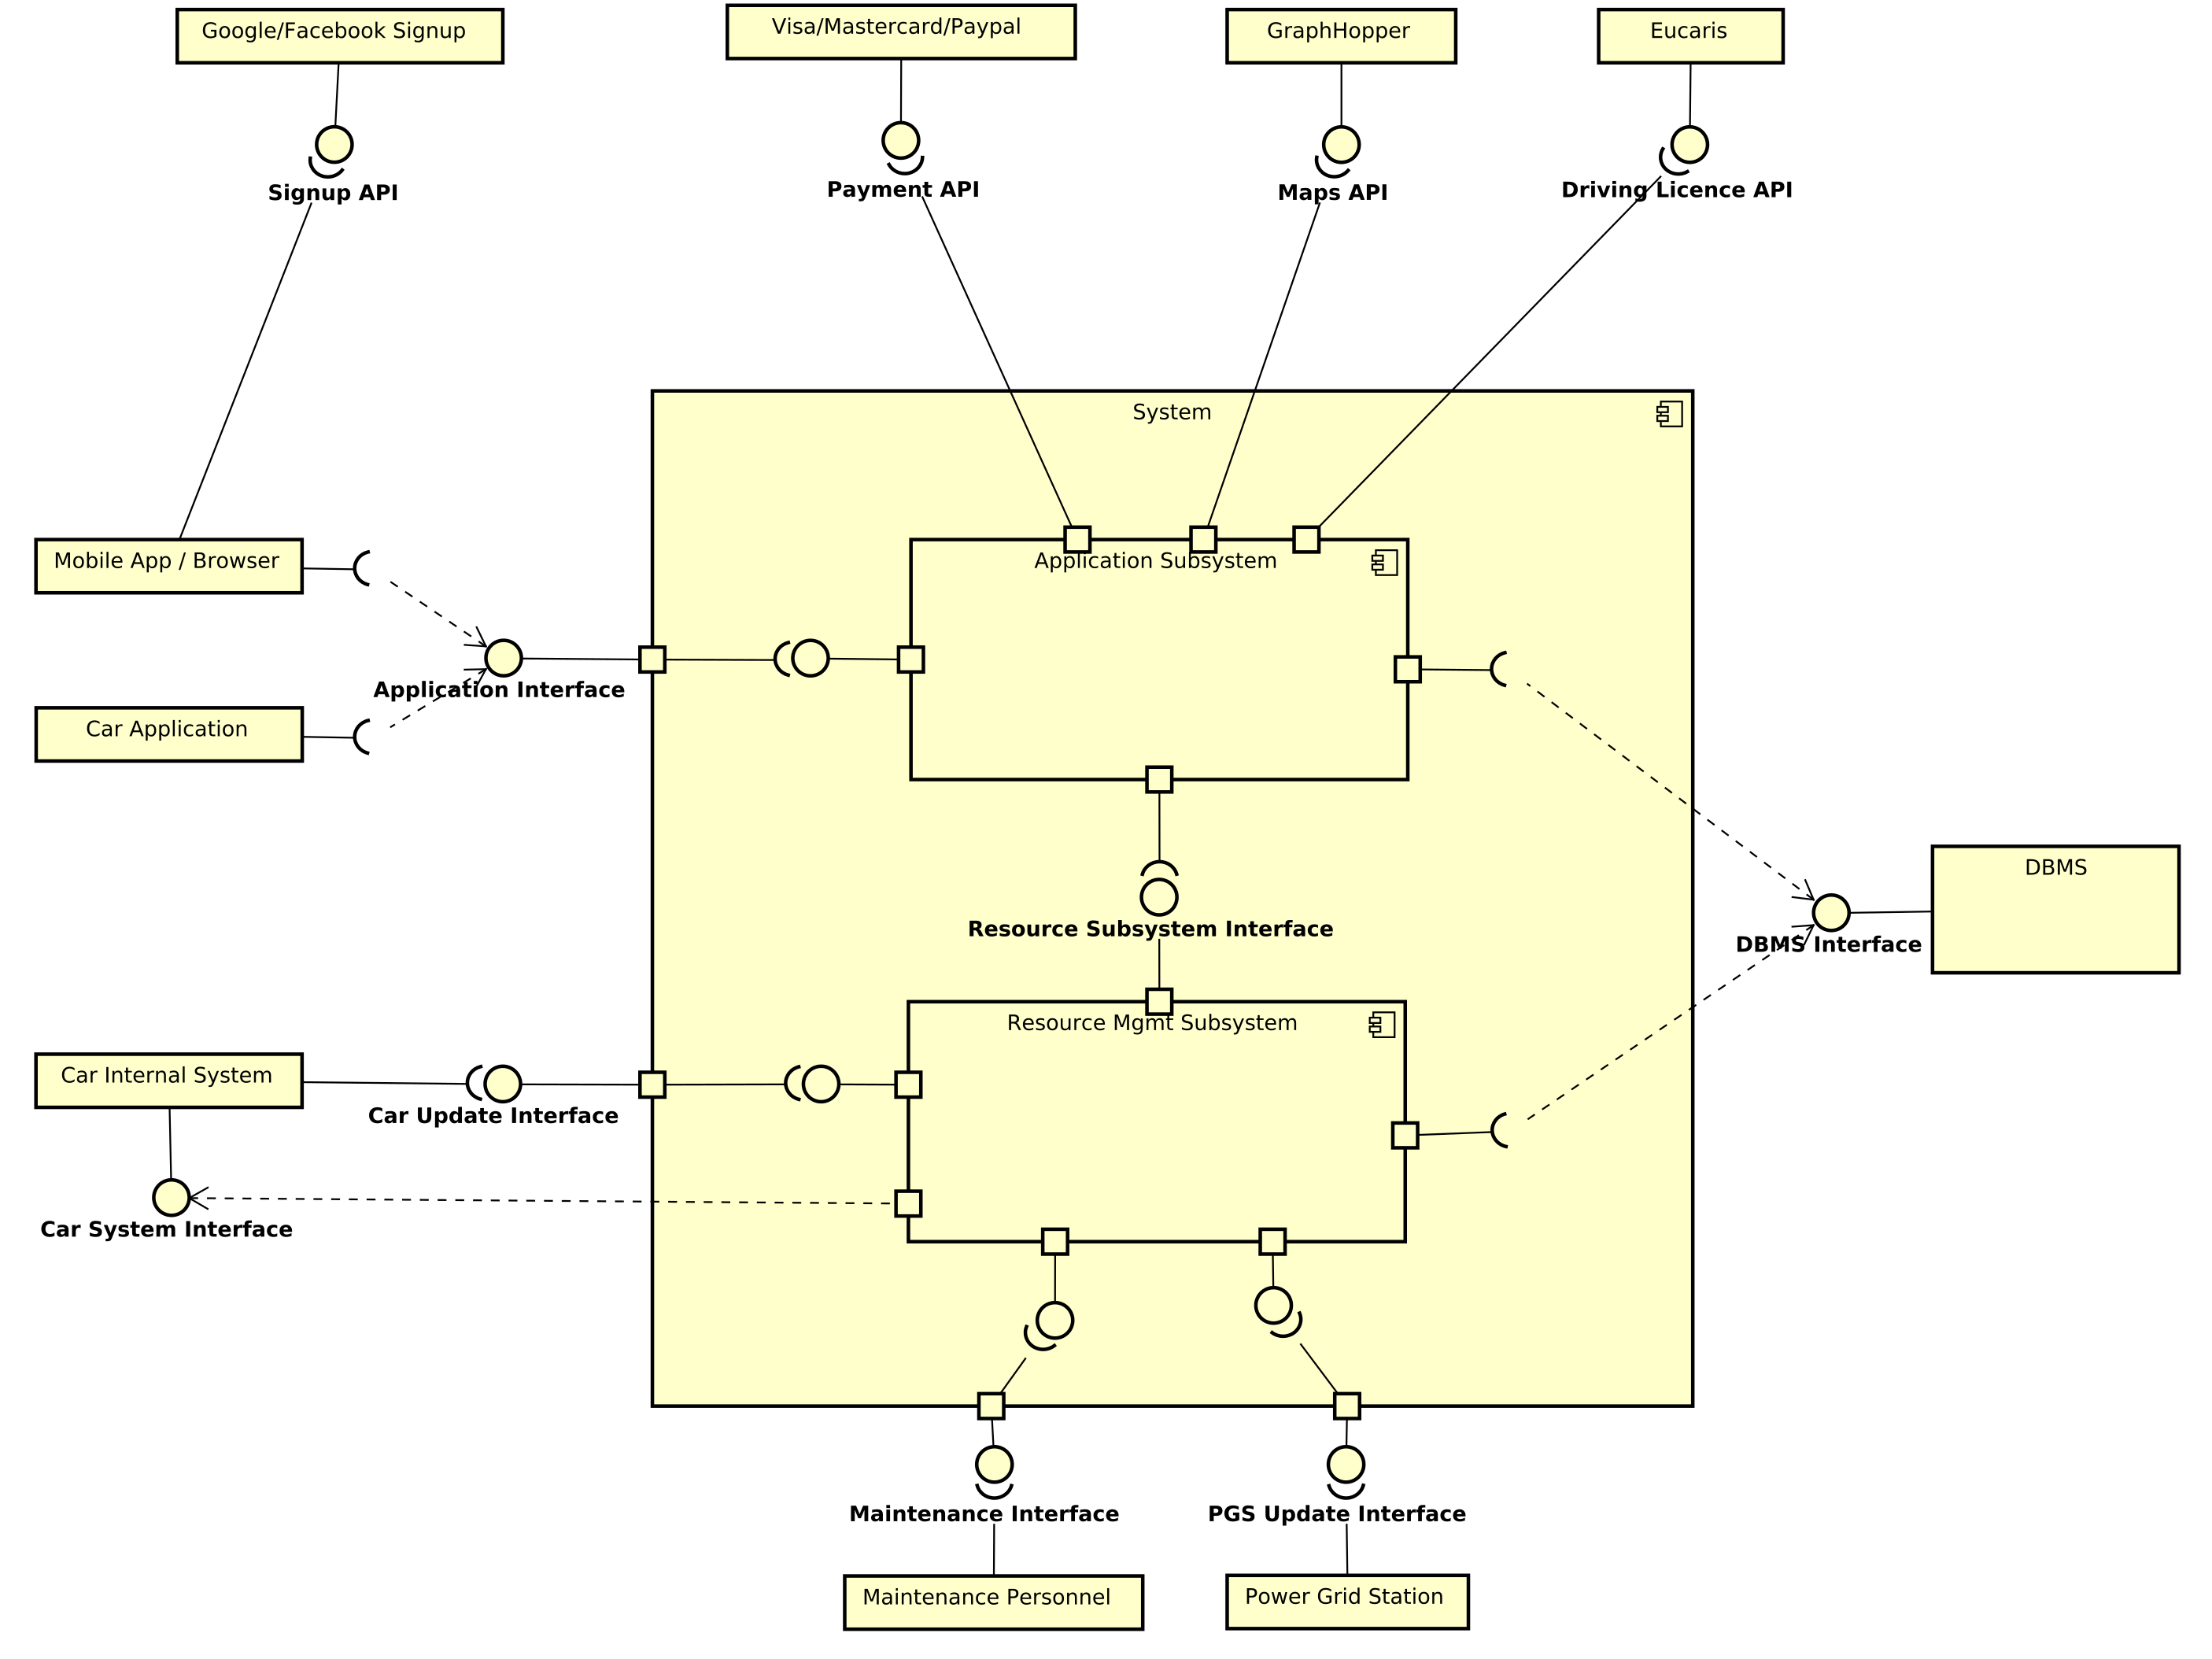 Google/Facebook Signup
Visa/Mastercard/Paypal
GraphHopper
Eucaris
Signup API
Payment API
Maps API
Driving Licence API
System
Mobile App / Browser
Application Subsystem
Application Interface
Car Application
DBMS
Resource Subsystem Interface
DBMS Interface
Resource Mgmt Subsystem
Car Internal System
Car Update Interface
Car System Interface
Maintenance Interface
PGS Update Interface
Maintenance Personnel
Power Grid Station